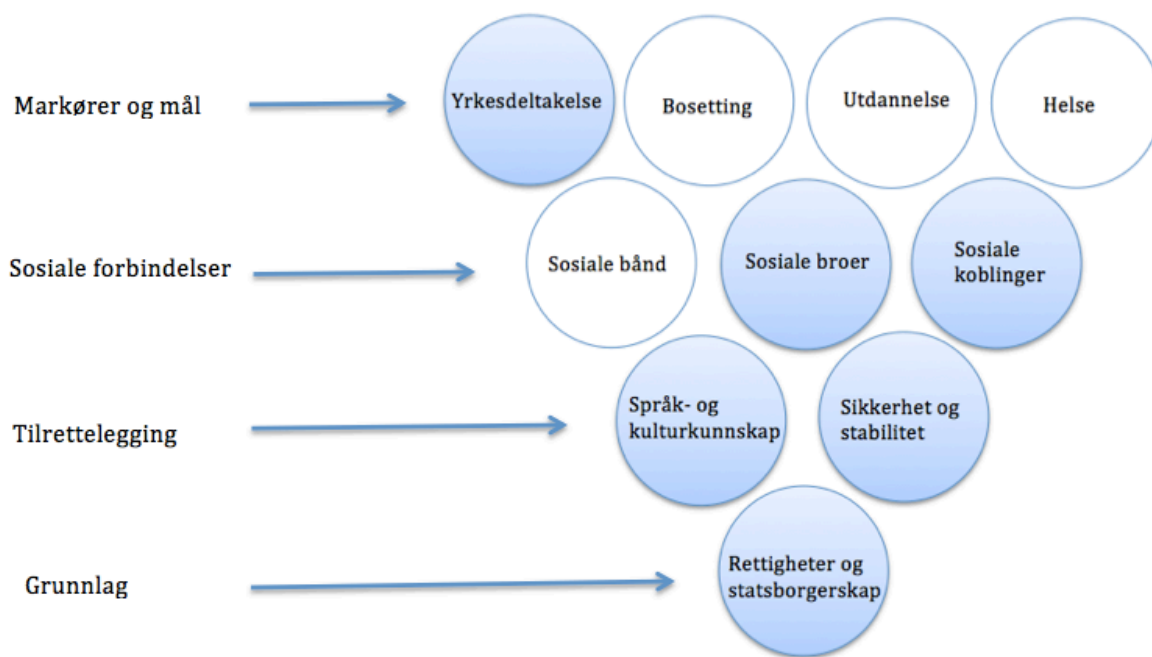 Markører og mål
Yrkesdeltakelse
Bosetting
Utdannelse
Helse
Sosiale forbindelser
Sosiale bånd
Sosiale broer
Sosiale
koblinger
Tilrettelegging
Språk- og
kulturkunnskap
Sikkerhet og
stabilitet
Grunnlag
Rettigheter og
statsborgerskap